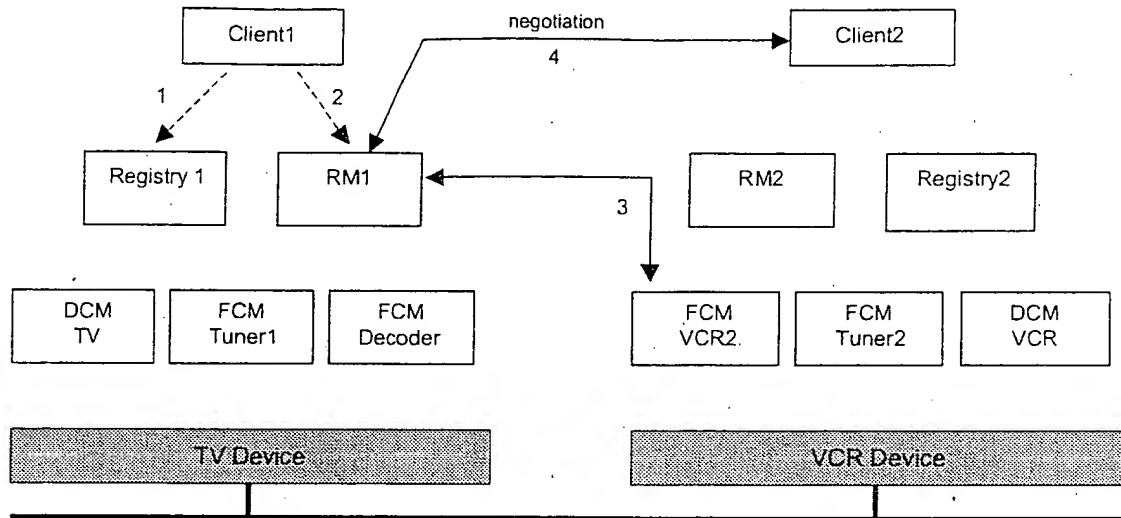 negotiation
Client1
Client2
4
1
2
Registry 1
RM1
RM2
Registry2
3
DCM
TV
FCM
Tuner1
FCM
Decoder
FCM
VCR2.
FCM
Tuner2
DCM
VCR
TV Device
VCR Device